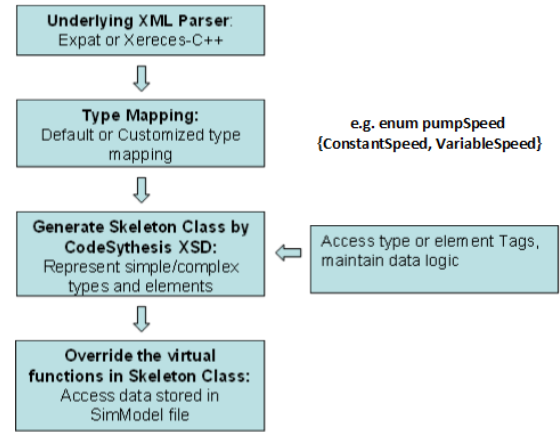 Underlying XML Parser:
Expat or Xereces-C++
Type Mapping:
Default or Customized type
mapping
e.g. enum pumpSpeed
{ConstantSpeed, VariableSpeed}
Generate Skeleton Class by
CodeSythesis XSD:
Represent simple/complex
types and elements
Access type or element Tags,
maintain data logic
Override the virtual
functions in Skeleton Class:
Access data stored in
SimModel file